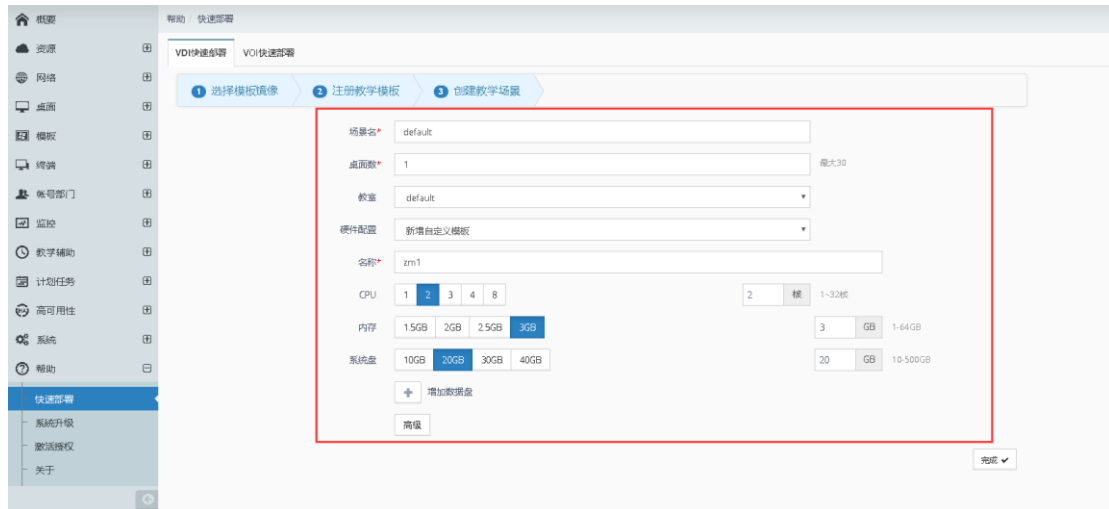 概要
资源
网络
桌面
模板
终端
帐号部门
监控
教学辅助
计划任务
高可用性
系统
帮助
快速部署
系统升级
激活授权
关于
帮助 / 快速部署
VDI快速部署 VOI快速部署
1 选择模板镜像 2 注册教学模板 3 创建教学场景
场景名* default
桌面数* 1 最大30
教室 default
硬件配置 新增自定义模板
名称* zm1
CPU 1 2 3 4 8 2 核 1~32核
内存 1.5GB 2GB 2.5GB 3GB 3 GB 1-64GB
系统盘 10GB 20GB 30GB 40GB 20 GB 10-500GB
增加数据盘
高级
完成